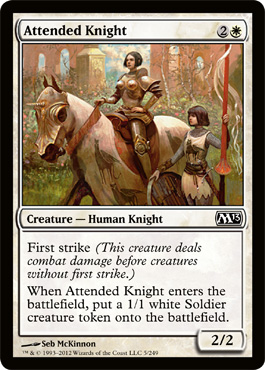 Attended Knight 2
Creature — Human Knight M13
First strike (This creature deals
combat damage before creatures
without first strike.)
When Attended Knight enters the
battlefield, put a 1/1 white Soldier
creature token onto the battlefield.
Seb McKinnon
2/2
™ & © 1993–2012 Wizards of the Coast LLC 5/249